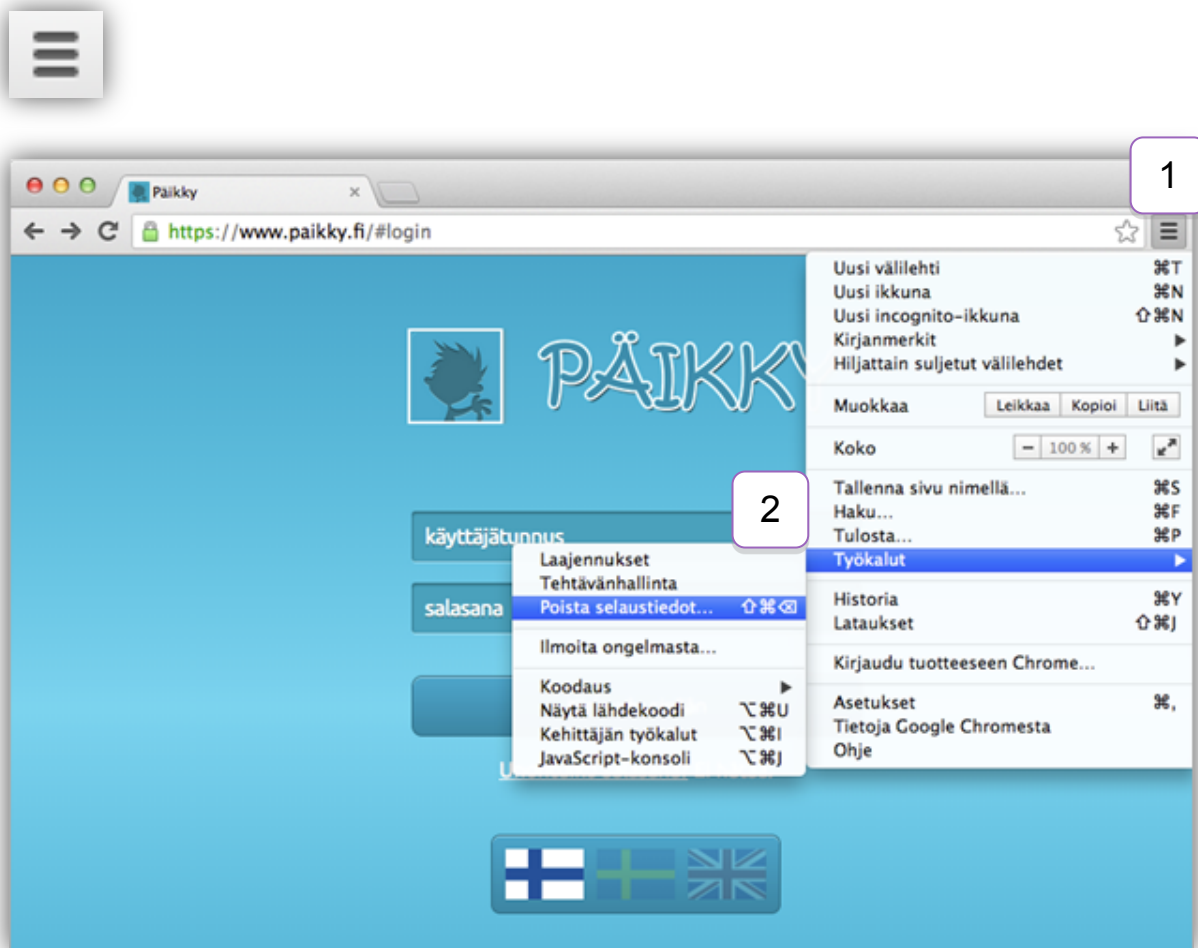 1
Päikky
https://www.paikky.fi/#login
PÄIKKY
käyttäjätunnus
salasana
Uusi välilehti ⌘T
Uusi ikkuna ⌘N
Uusi incognito-ikkuna ⇧⌘N
Kirjanmerkit
Hiljattain suljetut välilehdet
Muokkaa Leikkaa Kopioi Liitä
Koko − 100 % +
Tallenna sivu nimellä... ⌘S
Haku... ⌘F
Tulosta... ⌘P
Työkalut
Historia ⌘Y
Lataukset ⇧⌘J
Kirjaudu tuotteeseen Chrome...
Asetukset ⌘,
Tietoja Google Chromesta
Ohje
2
Laajennukset
Tehtävänhallinta
Poista selaustiedot... ⇧⌘⌫
Ilmoita ongelmasta...
Koodaus
Näytä lähdekoodi ⌥⌘U
Kehittäjän työkalut ⌥⌘I
JavaScript-konsoli ⌥⌘J